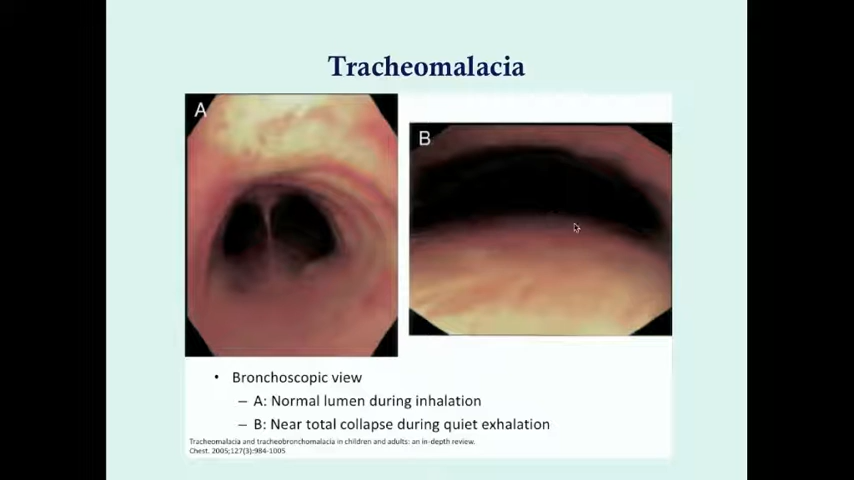 Tracheomalacia
A
B
• Bronchoscopic view
– A: Normal lumen during inhalation
– B: Near total collapse during quiet exhalation
Tracheomalacia and tracheobronchomalacia in children and adults: an in-depth review.
Chest. 2005;127(3):984-1005